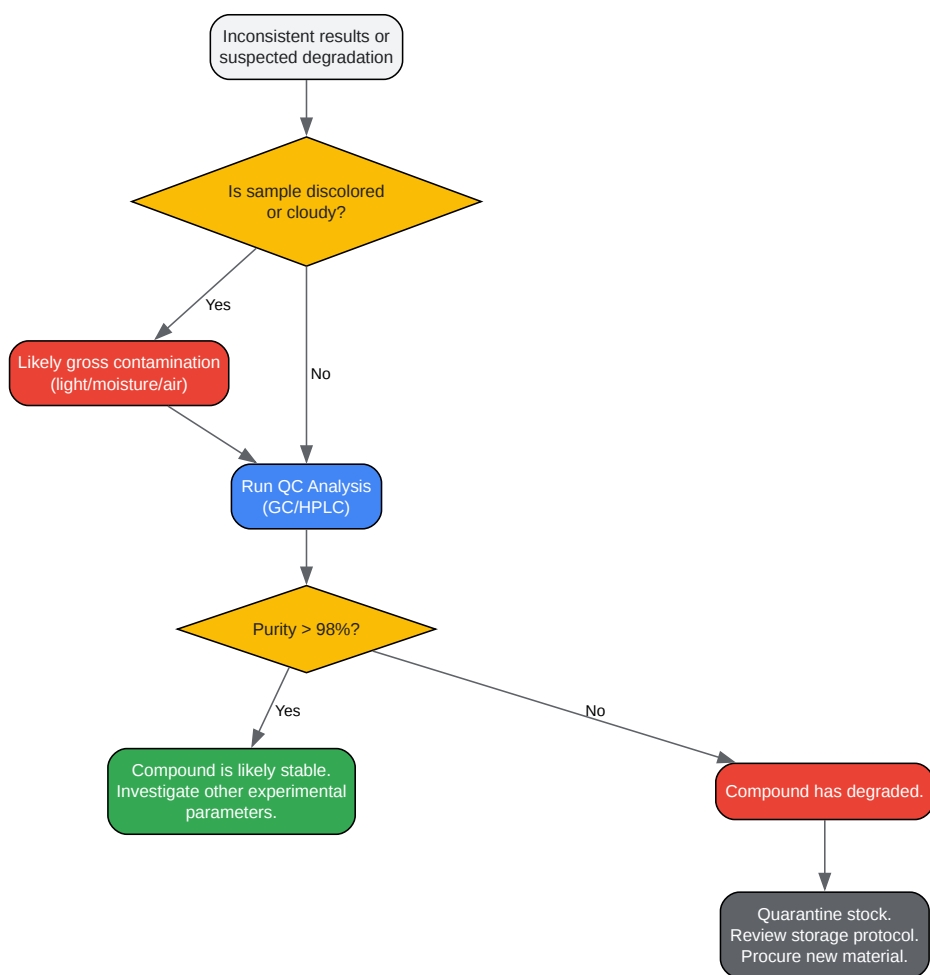 Inconsistent results or
suspected degradation
Is sample discolored
or cloudy?
Yes
No
Likely gross contamination
(light/moisture/air)
Run QC Analysis
(GC/HPLC)
Purity > 98%?
Yes
No
Compound is likely stable.
Investigate other experimental
parameters.
Compound has degraded.
Quarantine stock.
Review storage protocol.
Procure new material.